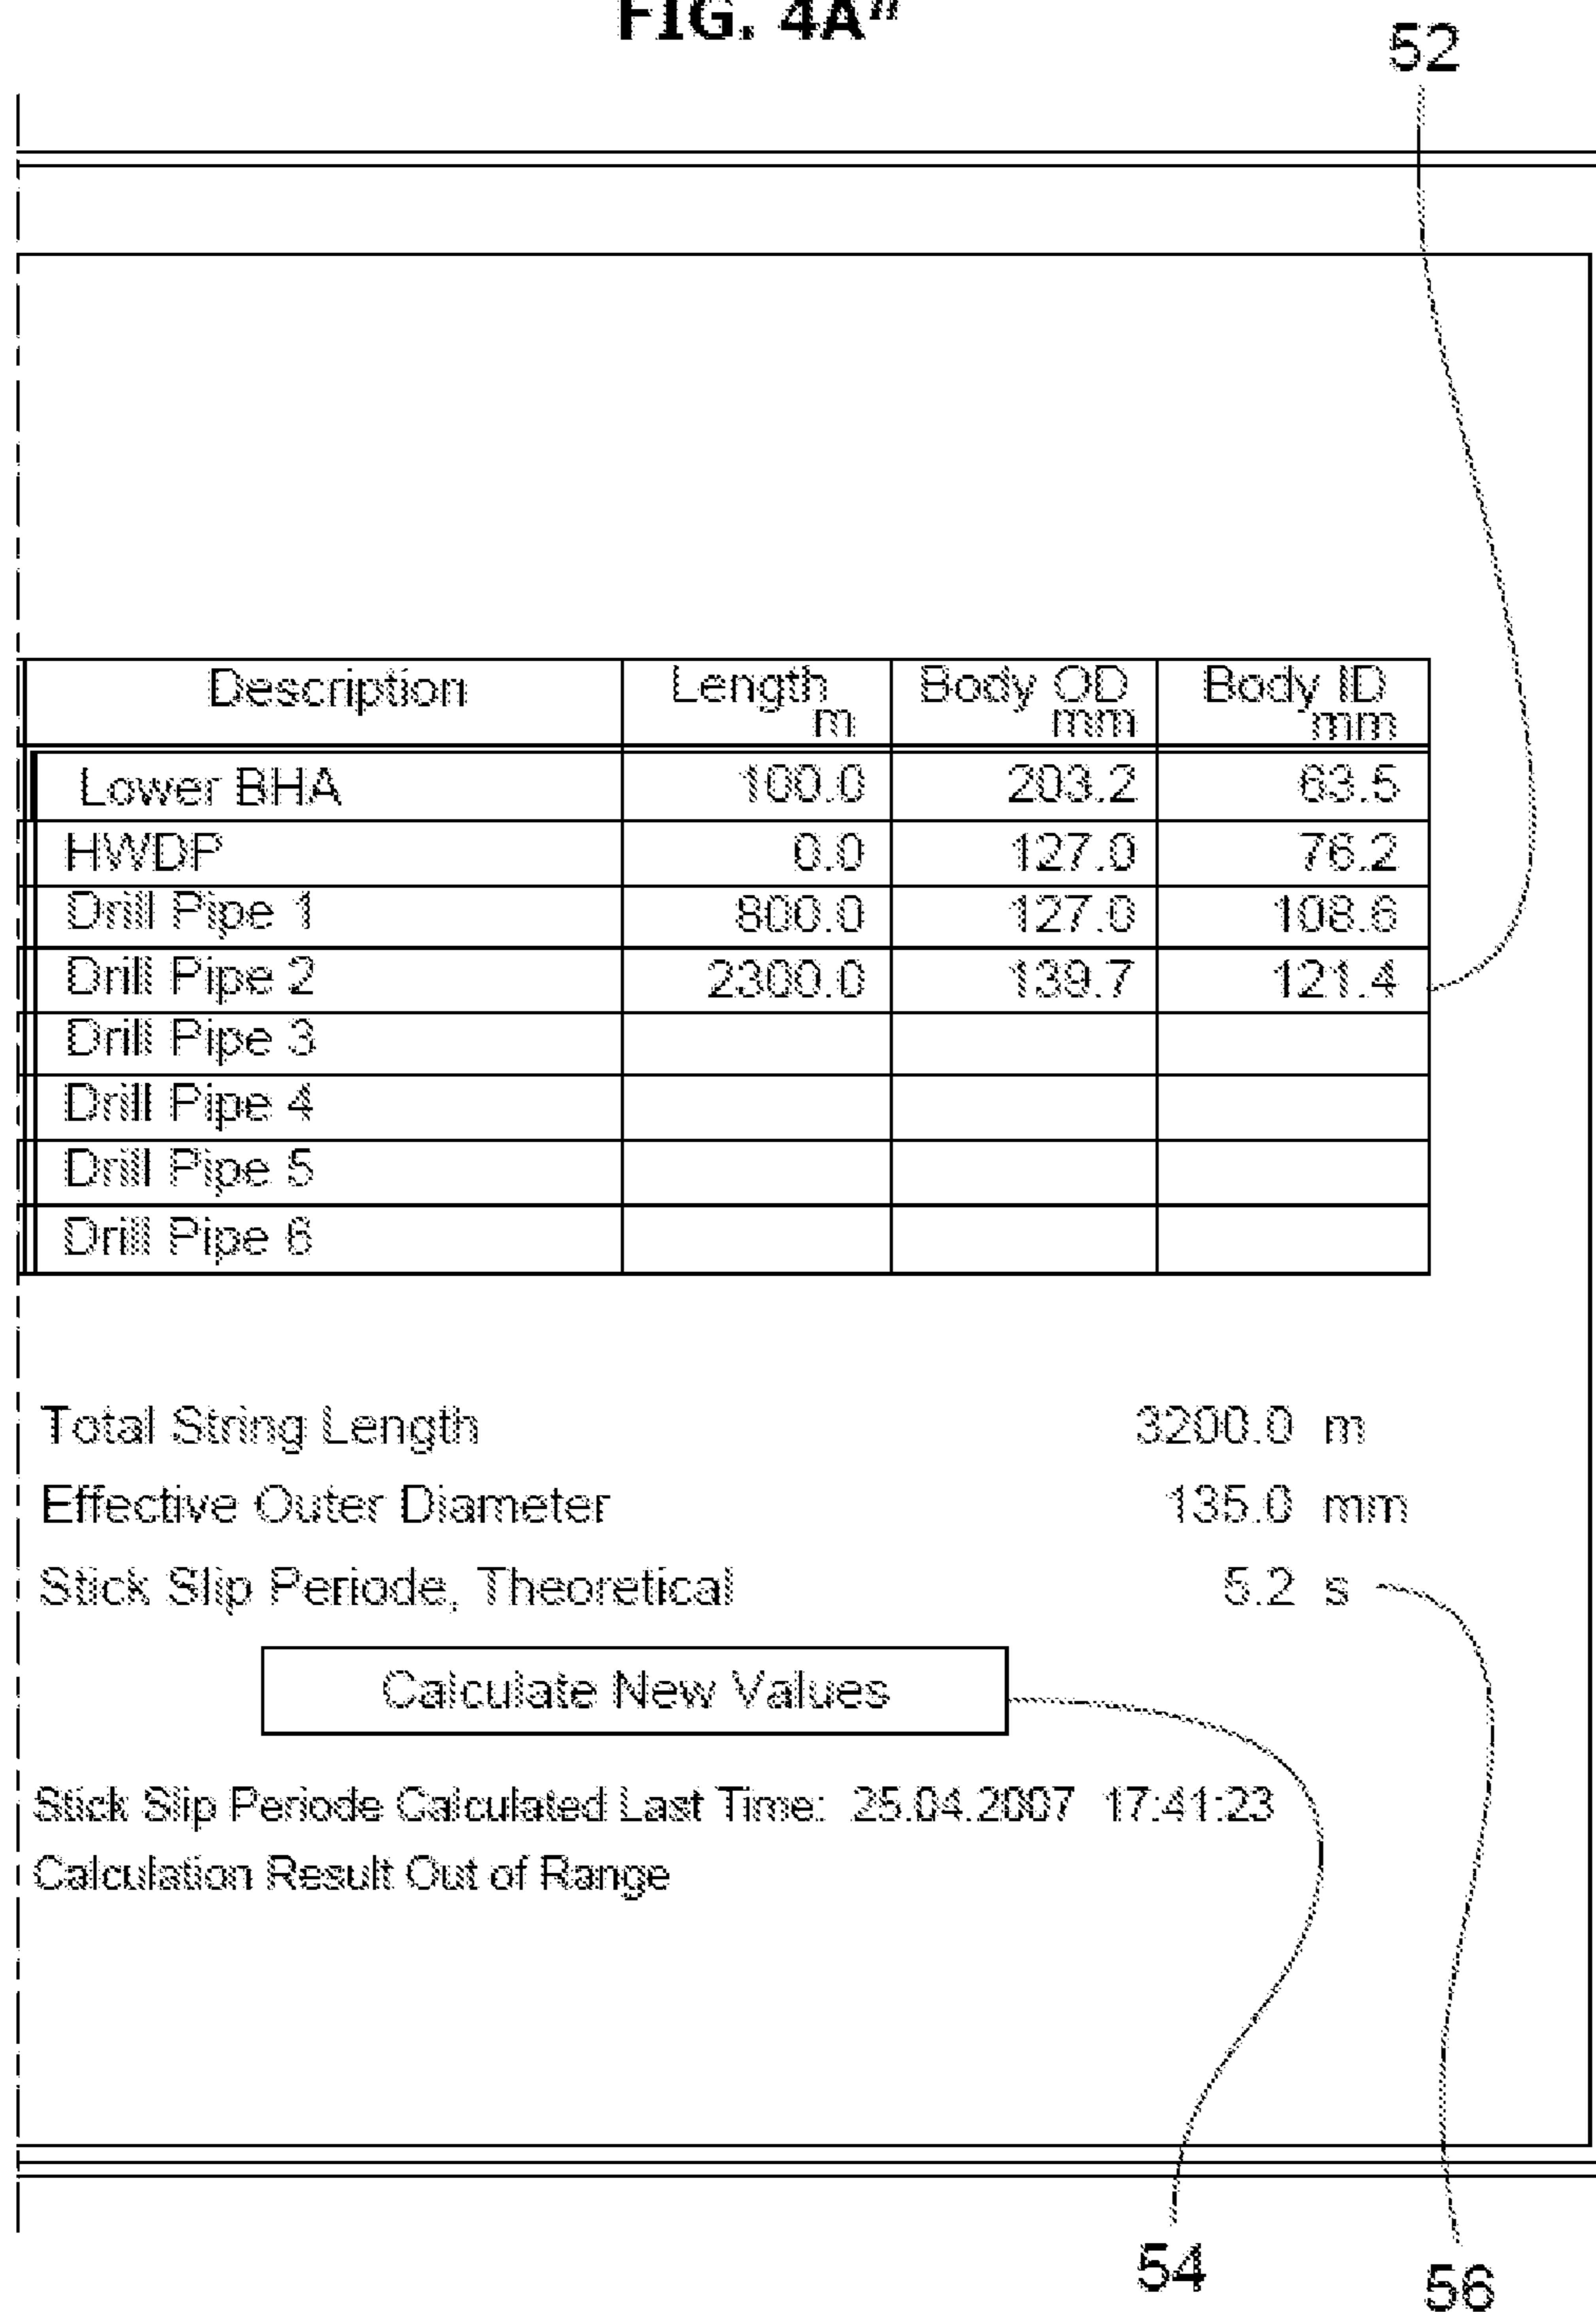 FIG. 4A"
52
Description Length m Body OD mm Body ID mm
Lower BHA 100.0 203.2 63.5
HWDP 0.0 127.0 76.2
Drill Pipe 1 800.0 127.0 108.6
Drill Pipe 2 2300.0 139.7 121.4
Drill Pipe 3
Drill Pipe 4
Drill Pipe 5
Drill Pipe 6
Total String Length 3200.0 m
Effective Outer Diameter 135.0 mm
Stick Slip Periode, Theoretical 5.2 s
Calculate New Values
Stick Slip Periode Calculated Last Time: 25.04.2007 17:41:23
Calculation Result Out of Range
54
56